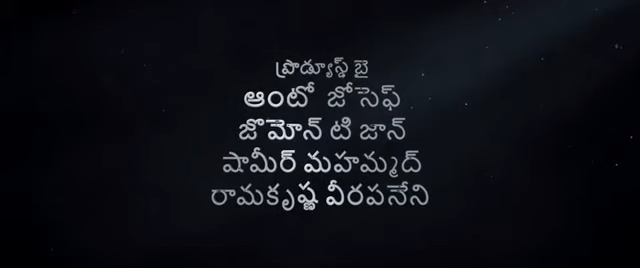 ప్రొడ్యూస్డ్ బై
ఆంటో జోసెఫ్
జొమోన్ టి జాన్
షామీర్ మహమ్మద్
రామకృష్ణ వీరపనేని